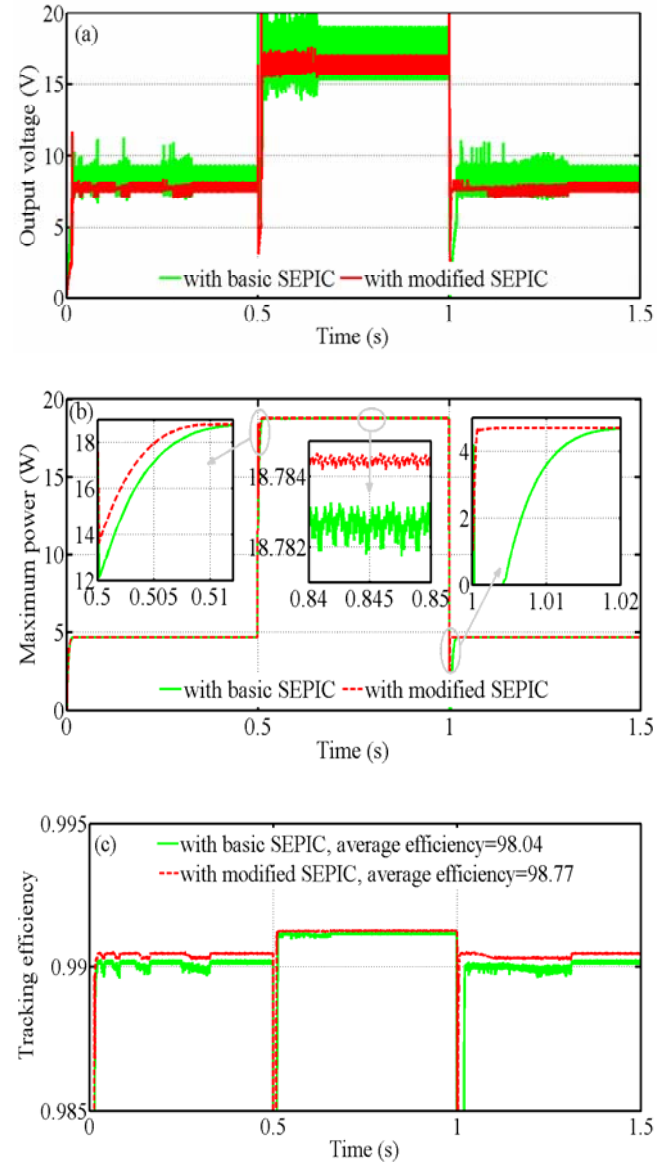 (a)
20
15
10
5
0
Output voltage (V)
with basic SEPIC with modified SEPIC
0 0.5 1 1.5
Time (s)
(b)
20
15
10
5
0
Maximum power (W)
18
16
14
12
0.5 0.505 0.51
18.784
18.782
0.84 0.845 0.85
4
2
0
1 1.01 1.02
with basic SEPIC with modified SEPIC
0 0.5 1 1.5
Time (s)
(c)
0.995
0.99
0.985
Tracking efficiency
with basic SEPIC, average efficiency=98.04
with modified SEPIC, average efficiency=98.77
0 0.5 1 1.5
Time (s)